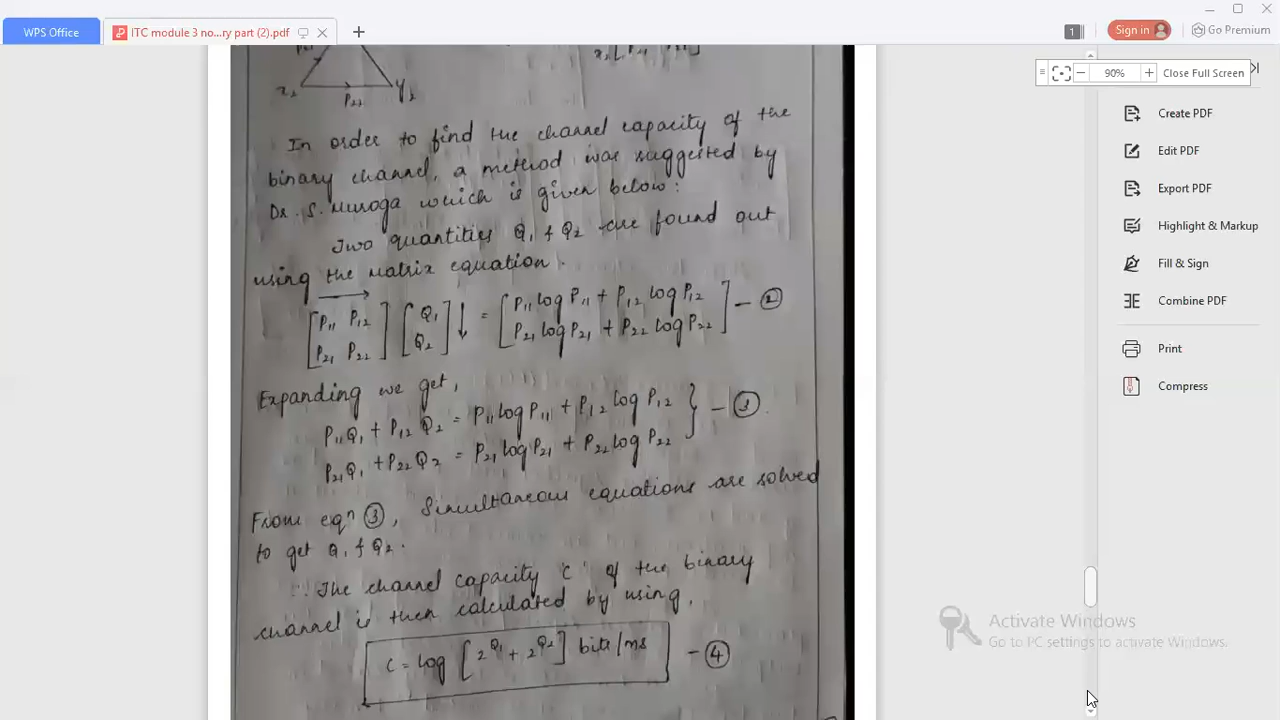 WPS Office
ITC module 3 no...ry part (2).pdf
1
Sign in
Go Premium
90%
Close Full Screen
Create PDF
Edit PDF
Export PDF
Highlight & Markup
Fill & Sign
Combine PDF
Print
Compress
x₂ P₂₂ Y₂
In order to find the channel capacity of the
binary channel, a method was suggested by
Dr. S. Muroga which is given below:
Two quantities Q₁ & Q₂ are found out
using the matrix equation.
[P₁₁ P₁₂] [Q₁] = [P₁₁ log P₁₁ + P₁₂ log P₁₂] - ②
[P₂₁ P₂₂] [Q₂] [P₂₁ log P₂₁ + P₂₂ log P₂₂]
Expanding we get,
P₁₁Q₁ + P₁₂Q₂ = P₁₁ log P₁₁ + P₁₂ log P₁₂ } - ③
P₂₁Q₁ + P₂₂Q₂ = P₂₁ log P₂₁ + P₂₂ log P₂₂
From eqⁿ ③, Simultaneous equations are solved
to get Q₁ & Q₂.
∴ The channel capacity 'C' of the binary
channel is then calculated by using,
C = log [2^Q₁ + 2^Q₂] bits/ms - ④
Activate Windows
Go to PC settings to activate Windows.